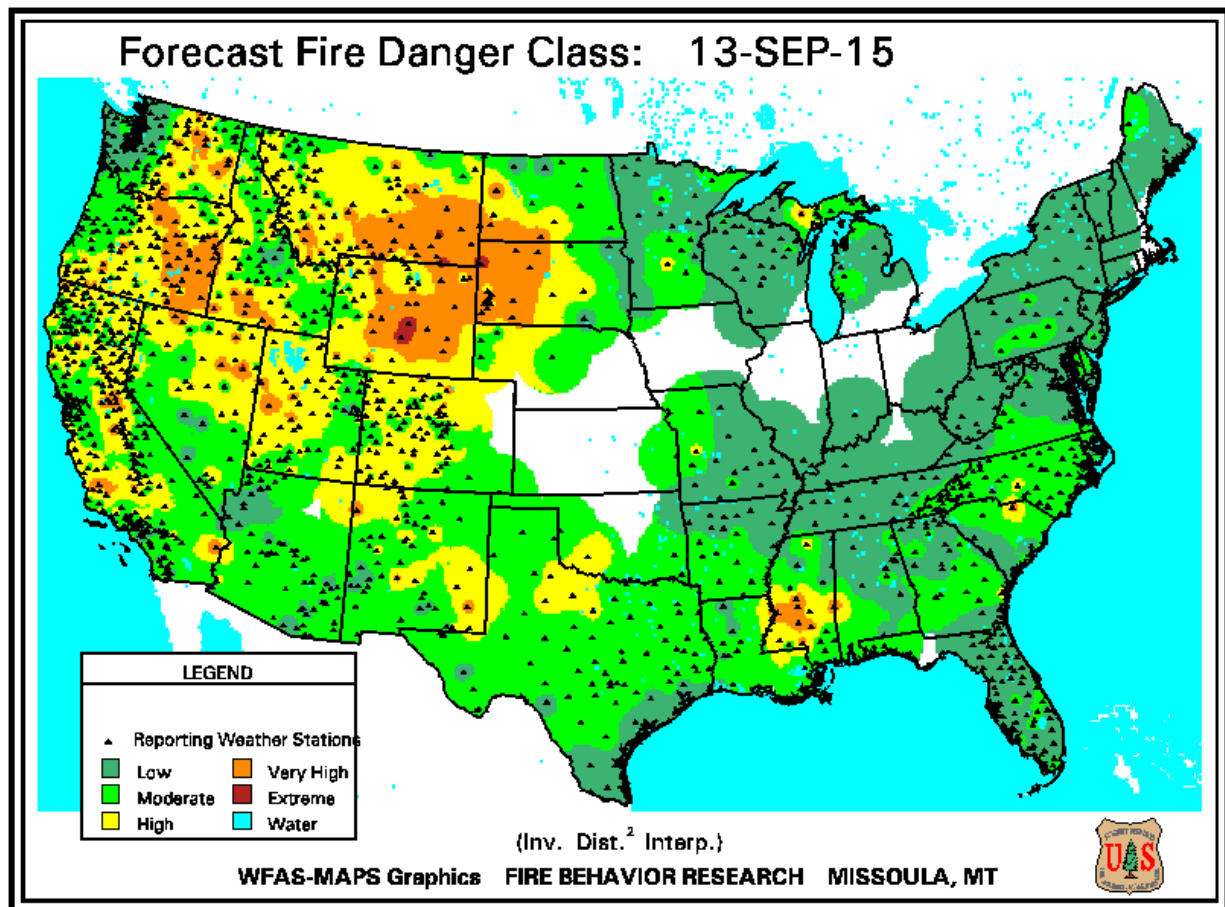 Forecast Fire Danger Class: 13-SEP-15
LEGEND
Reporting Weather Stations
Low
Very High
Moderate
Extreme
High
Water
(Inv. Dist.² Interp.)
WFAS-MAPS Graphics FIRE BEHAVIOR RESEARCH MISSOULA, MT
U S